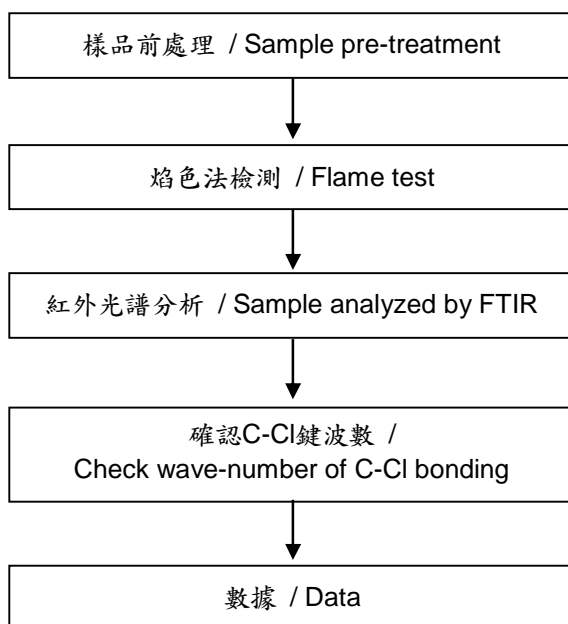 樣品前處理 / Sample pre-treatment
焰色法檢測 / Flame test
紅外光譜分析 / Sample analyzed by FTIR
確認C-Cl鍵波數 /
Check wave-number of C-Cl bonding
數據 / Data